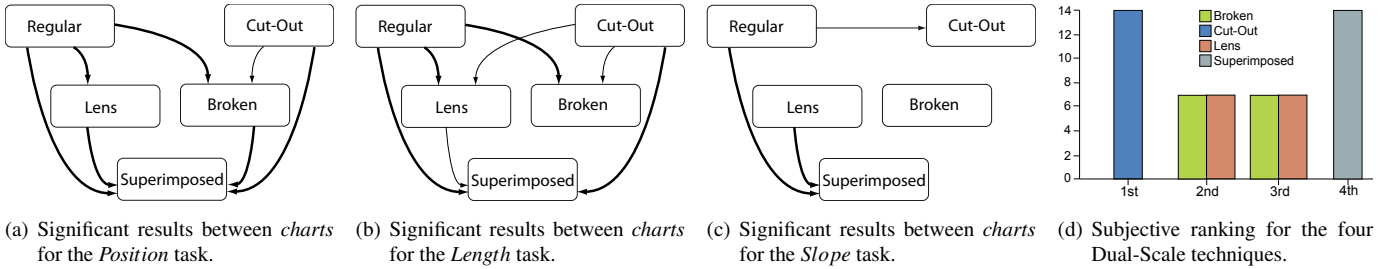 Regular
Cut-Out
Lens
Broken
Superimposed
(a) Significant results between charts
for the Position task.
Regular
Cut-Out
Lens
Broken
Superimposed
(b) Significant results between charts
for the Length task.
Regular
Cut-Out
Lens
Broken
Superimposed
(c) Significant results between charts
for the Slope task.
14
12
10
8
6
4
2
0
Broken
Cut-Out
Lens
Superimposed
1st
2nd
3rd
4th
(d) Subjective ranking for the four
Dual-Scale techniques.